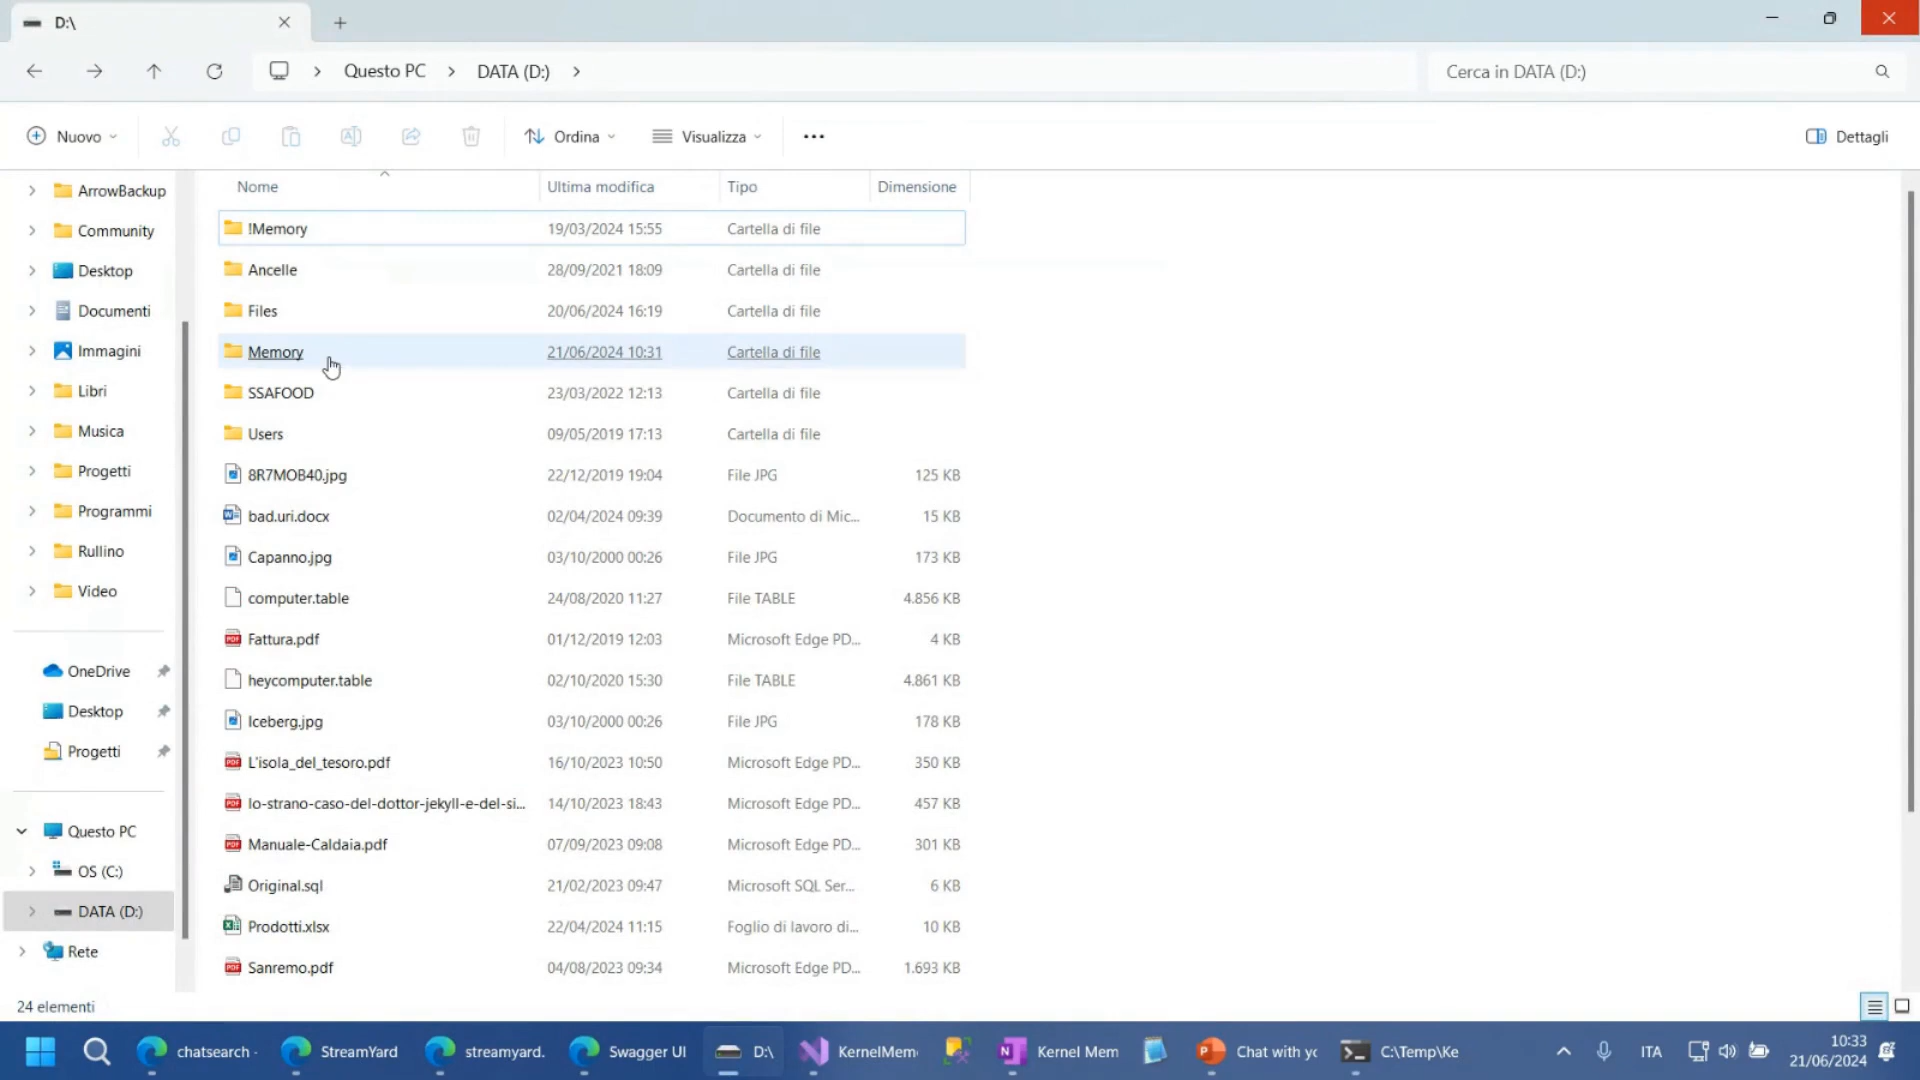 D:\
Questo PC
DATA (D:)
Cerca in DATA (D:)
Nuovo
Ordina
Visualizza
Dettagli
ArrowBackup
Community
Desktop
Documenti
Immagini
Libri
Musica
Progetti
Programmi
Rullino
Video
OneDrive
Desktop
Progetti
Questo PC
OS (C:)
DATA (D:)
Rete
Nome Ultima modifica Tipo Dimensione
!Memory 19/03/2024 15:55 Cartella di file
Ancelle 28/09/2021 18:09 Cartella di file
Files 20/06/2024 16:19 Cartella di file
Memory 21/06/2024 10:31 Cartella di file
SSAFOOD 23/03/2022 12:13 Cartella di file
Users 09/05/2019 17:13 Cartella di file
8R7MOB40.jpg 22/12/2019 19:04 File JPG 125 KB
bad.uri.docx 02/04/2024 09:39 Documento di Mic... 15 KB
Capanno.jpg 03/10/2000 00:26 File JPG 173 KB
computer.table 24/08/2020 11:27 File TABLE 4.856 KB
Fattura.pdf 01/12/2019 12:03 Microsoft Edge PD... 4 KB
heycomputer.table 02/10/2020 15:30 File TABLE 4.861 KB
Iceberg.jpg 03/10/2000 00:26 File JPG 178 KB
L'isola_del_tesoro.pdf 16/10/2023 10:50 Microsoft Edge PD... 350 KB
lo-strano-caso-del-dottor-jekyll-e-del-si... 14/10/2023 18:43 Microsoft Edge PD... 457 KB
Manuale-Caldaia.pdf 07/09/2023 09:08 Microsoft Edge PD... 301 KB
Original.sql 21/02/2023 09:47 Microsoft SQL Ser... 6 KB
Prodotti.xlsx 22/04/2024 11:15 Foglio di lavoro di... 10 KB
Sanremo.pdf 04/08/2023 09:34 Microsoft Edge PD... 1.693 KB
24 elementi
chatsearch -
StreamYard
streamyard.
Swagger UI
D:\
KernelMem
Kernel Mem
Chat with yo
C:\Temp\Ke
ITA
10:33
21/06/2024